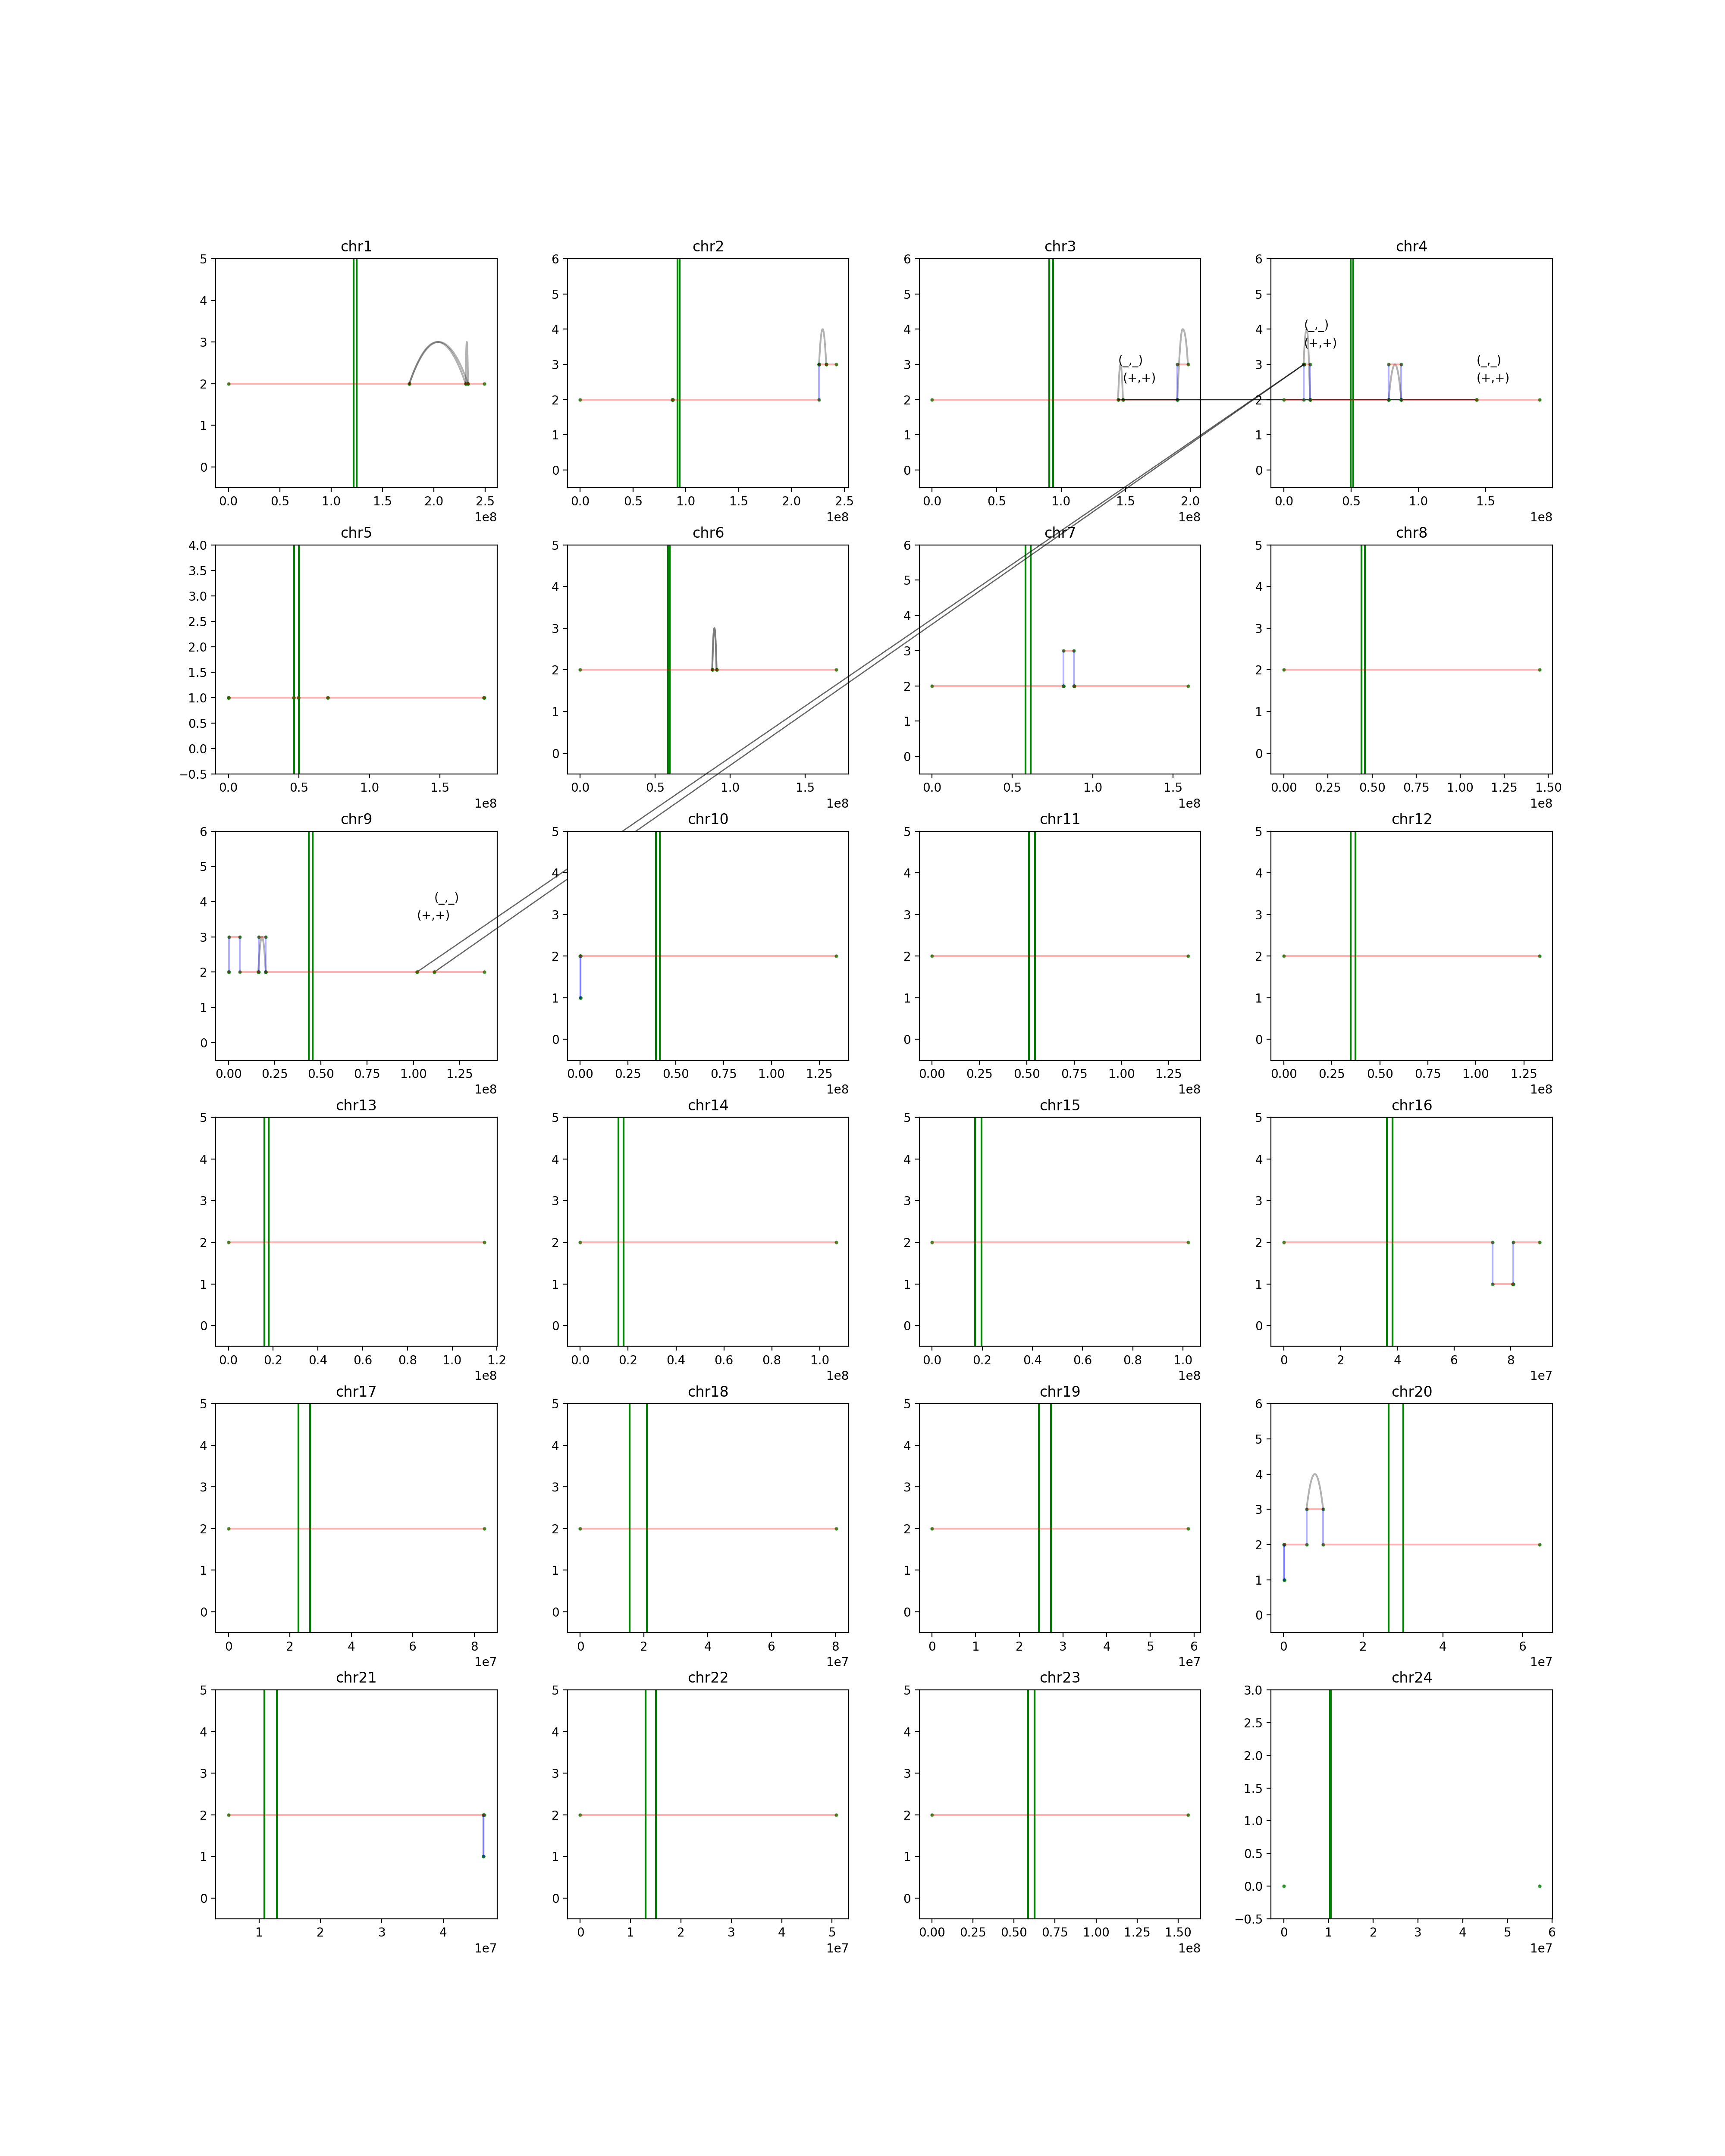 chr1 chr2 chr3 chr4
5 6 6 6
4 5 5 5
3 4 4 4
2 3 3 3
1 2 2 2
0 1 1 1
0 0 0
(_,_) (+,+) (_,_) (+,+) (_,_) (+,+)
0.0 0.5 1.0 1.5 2.0 2.5 0.0 0.5 1.0 1.5 2.0 2.5 0.0 0.5 1.0 1.5 2.0 0.0 0.5 1.0 1.5
1e8 1e8 1e8 1e8
chr5 chr6 chr7 chr8
4.0 5 6 5
3.5 4 5 4
3.0 3 4 3
2.5 2 3 2
2.0 1 2 1
1.5 0 1 0
1.0 0
0.5
0.0
−0.5
0.0 0.5 1.0 1.5 0.0 0.5 1.0 1.5 0.0 0.5 1.0 1.5 0.00 0.25 0.50 0.75 1.00 1.25 1.50
1e8 1e8 1e8 1e8
chr9 chr10 chr11 chr12
6 5 5 5
5 4 4 4
4 3 3 3
3 2 2 2
2 1 1 1
1 0 0 0
0
(_,_)
(+,+)
0.00 0.25 0.50 0.75 1.00 1.25 0.00 0.25 0.50 0.75 1.00 1.25 0.00 0.25 0.50 0.75 1.00 1.25 0.00 0.25 0.50 0.75 1.00 1.25
1e8 1e8 1e8 1e8
chr13 chr14 chr15 chr16
5 5 5 5
4 4 4 4
3 3 3 3
2 2 2 2
1 1 1 1
0 0 0 0
0.0 0.2 0.4 0.6 0.8 1.0 1.2 0.0 0.2 0.4 0.6 0.8 1.0 0.0 0.2 0.4 0.6 0.8 1.0 0 2 4 6 8
1e8 1e8 1e8 1e7
chr17 chr18 chr19 chr20
5 5 5 6
4 4 4 5
3 3 3 4
2 2 2 3
1 1 1 2
0 0 0 1
0
0 2 4 6 8 0 2 4 6 8 0 1 2 3 4 5 6 0 2 4 6
1e7 1e7 1e7 1e7
chr21 chr22 chr23 chr24
5 5 5 3.0
4 4 4 2.5
3 3 3 2.0
2 2 2 1.5
1 1 1 1.0
0 0 0 0.5
0.0
−0.5
1 2 3 4 0 1 2 3 4 5 0.00 0.25 0.50 0.75 1.00 1.25 1.50 0 1 2 3 4 5 6
1e7 1e7 1e8 1e7